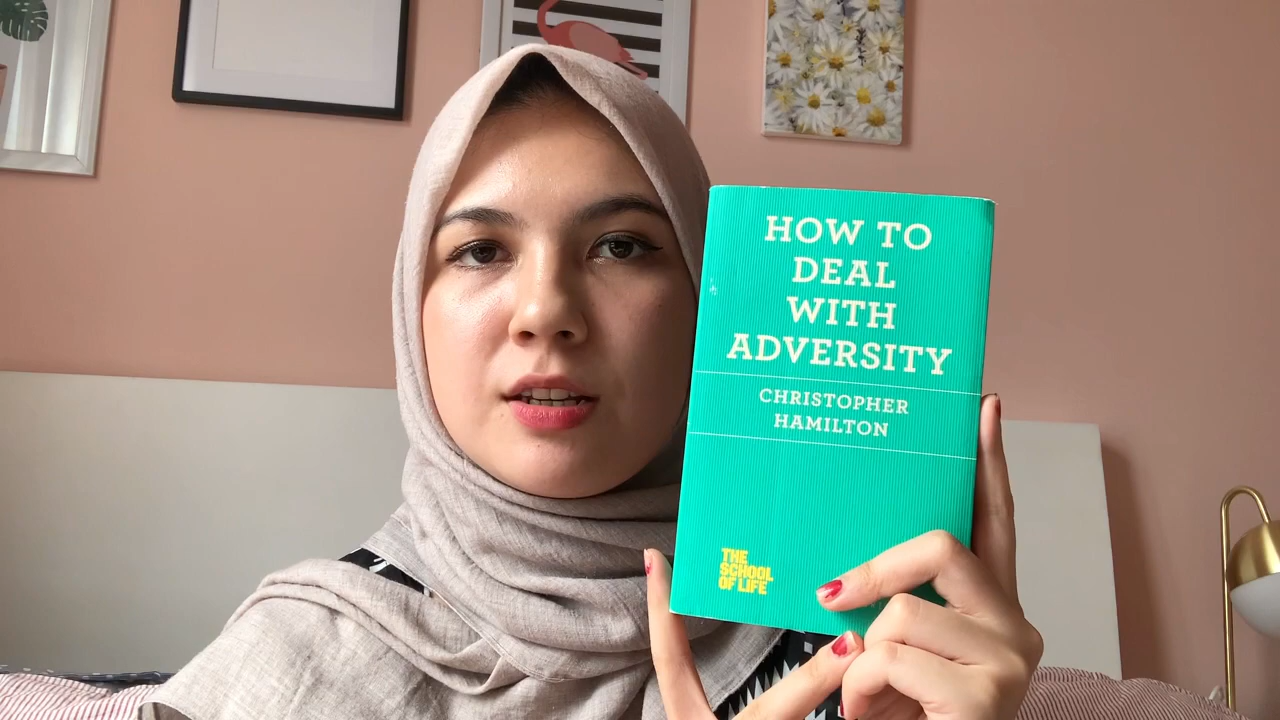 HOW TO
DEAL
WITH
ADVERSITY
CHRISTOPHER
HAMILTON
THE
SCHOOL
OF LIFE